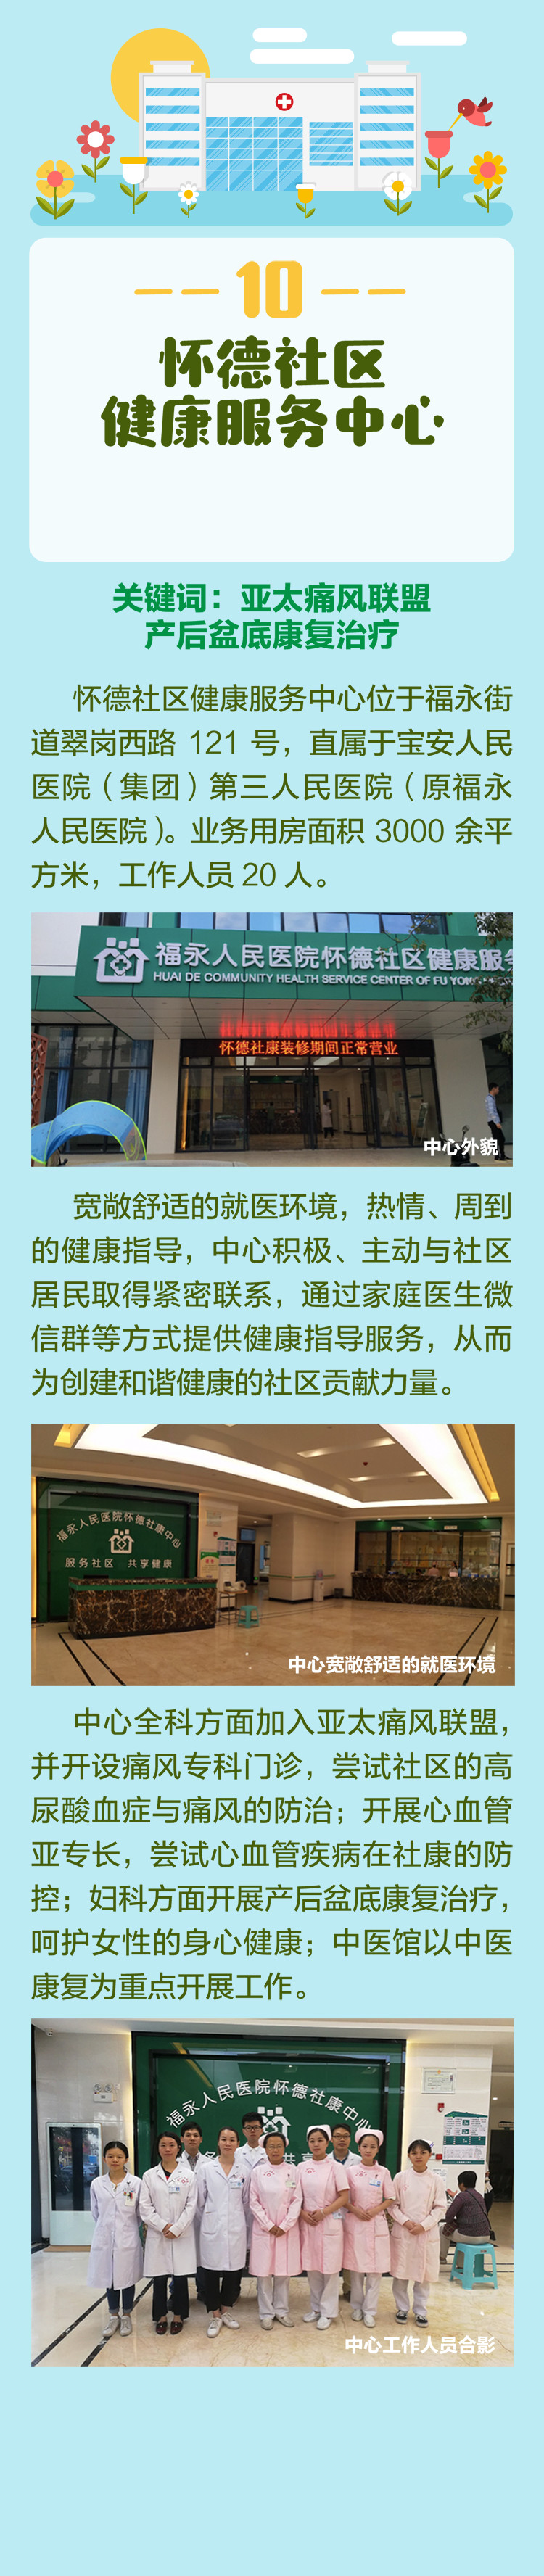 10
怀德社区
健康服务中心
关键词：亚太痛风联盟
产后盆底康复治疗
怀德社区健康服务中心位于福永街
道翠岗西路 121 号，直属于宝安人民
医院（集团）第三人民医院（原福永
人民医院）。业务用房面积 3000 余平
方米，工作人员 20 人。
福永人民医院怀德社区健康服
HUAI DE COMMUNITY HEALTH SERVICE CENTER OF FU YON
怀德社康装修期间正常营业
中心外貌
宽敞舒适的就医环境，热情、周到
的健康指导，中心积极、主动与社区
居民取得紧密联系，通过家庭医生微
信群等方式提供健康指导服务，从而
为创建和谐健康的社区贡献力量。
福永人民医院怀德社康中心
服务社区 共享健康
中心宽敞舒适的就医环境
中心全科方面加入亚太痛风联盟，
并开设痛风专科门诊，尝试社区的高
尿酸血症与痛风的防治；开展心血管
亚专长，尝试心血管疾病在社康的防
控；妇科方面开展产后盆底康复治疗，
呵护女性的身心健康；中医馆以中医
康复为重点开展工作。
福永人民医院怀德社康中心
务 共享
中心工作人员合影